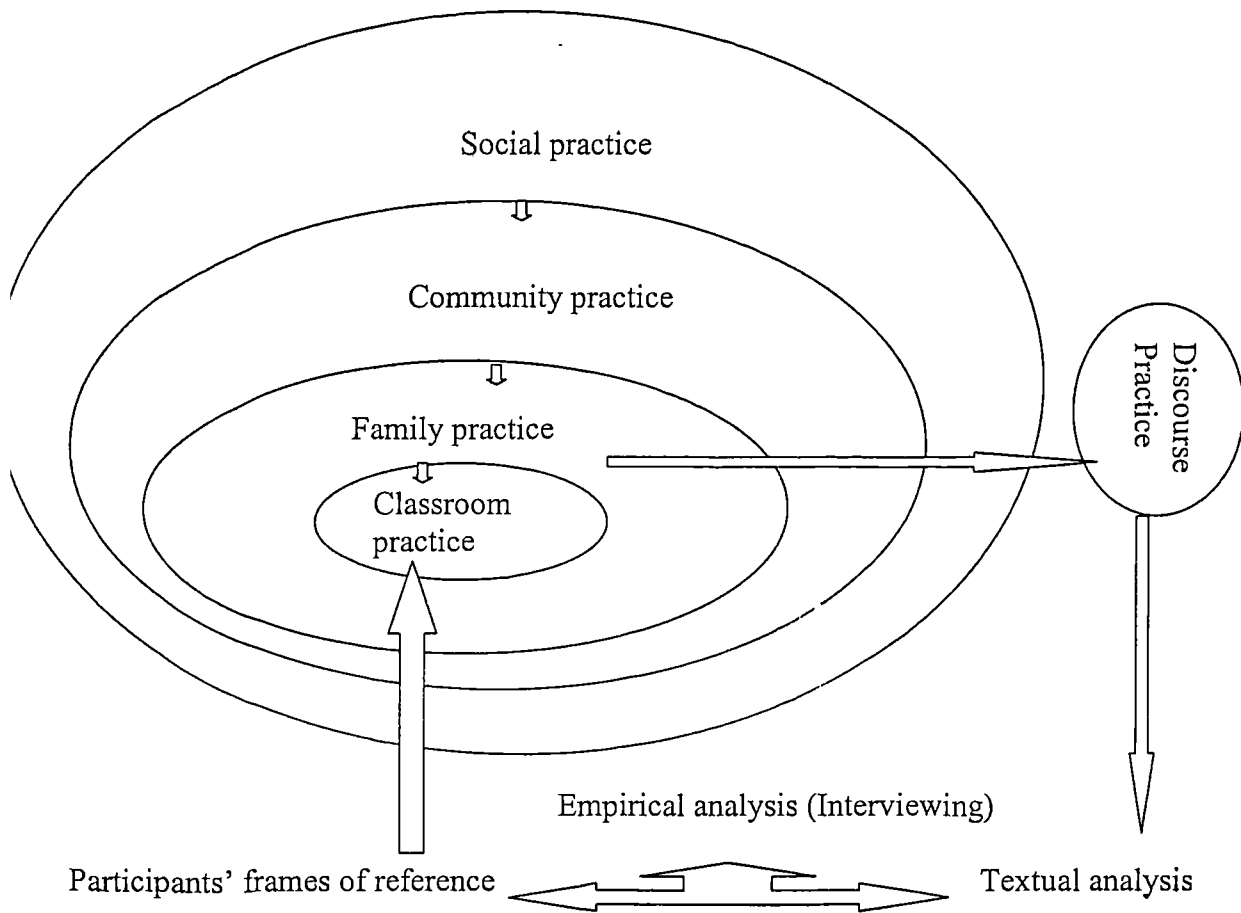 Social practice
Community practice
Family practice
Classroom
practice
Discourse
Practice
Empirical analysis (Interviewing)
Participants’ frames of reference
Textual analysis